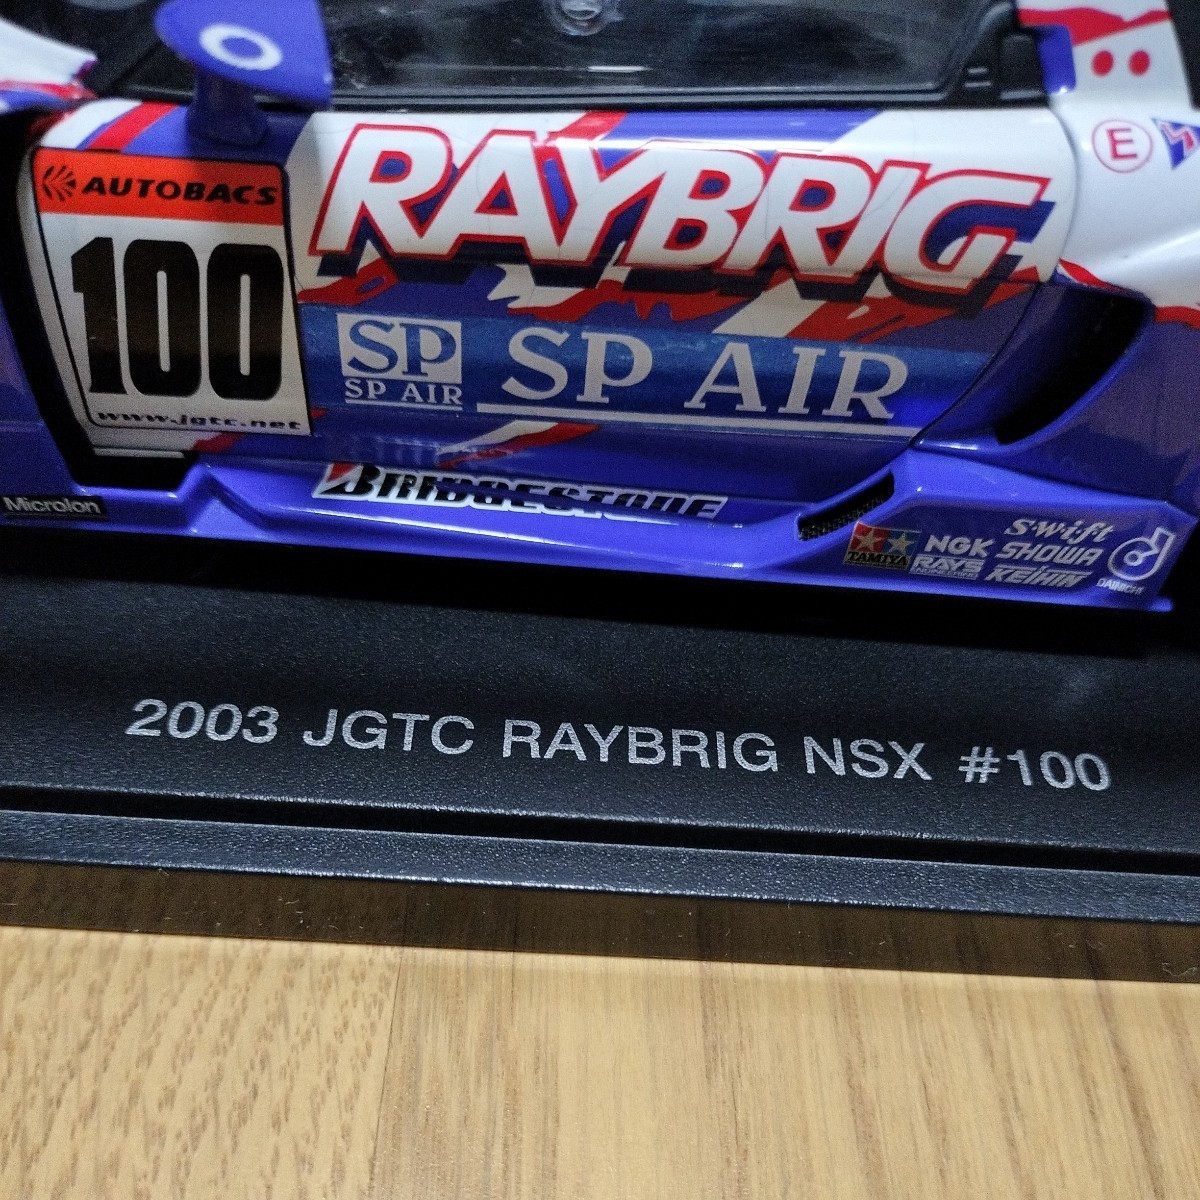 AUTOBACS
100
www.jgtc.net
RAYBRIG
E
SP
SP AIR
SP AIR
BRIDGESTONE
Microlon
TAMIYA
NGK
RAYS
Swift
SHOWA
KEIHIN
DAINICHI
2003 JGTC RAYBRIG NSX #100